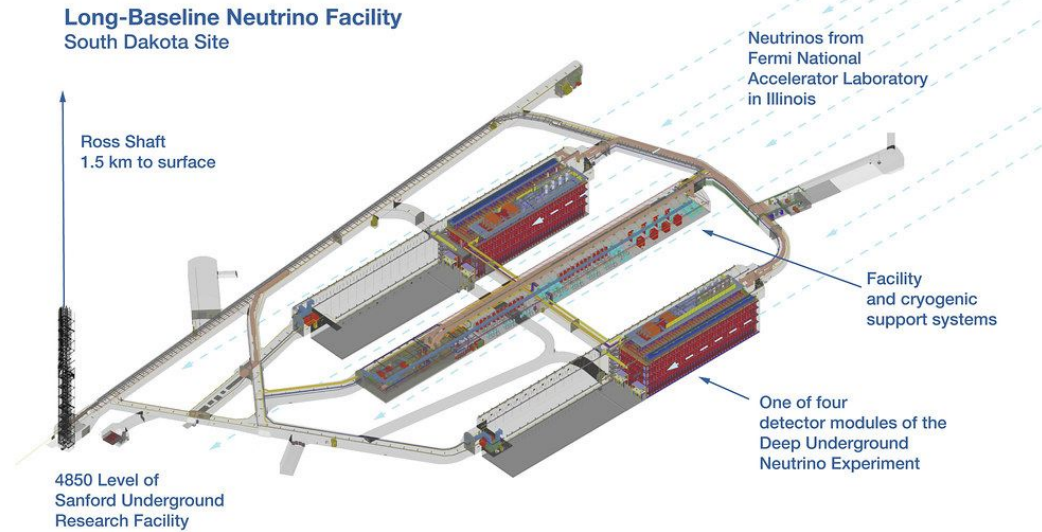 Long-Baseline Neutrino Facility
South Dakota Site
Neutrinos from
Fermi National
Accelerator Laboratory
in Illinois
Ross Shaft
1.5 km to surface
Facility
and cryogenic
support systems
One of four
detector modules of the
Deep Underground
Neutrino Experiment
4850 Level of
Sanford Underground
Research Facility